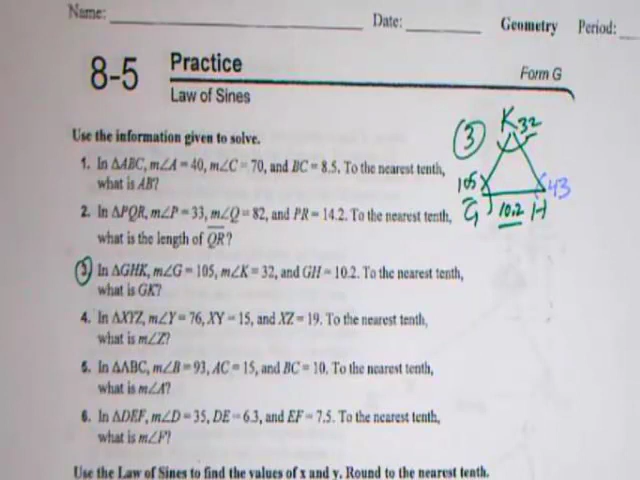 Name: Date: Geometry Period:
8-5 Practice Form G
Law of Sines
Use the information given to solve.
1. In ΔABC, m∠A = 40, m∠C = 70, and BC = 8.5. To the nearest tenth,
what is AB?
2. In ΔPQR, m∠P = 33, m∠Q = 82, and PR = 14.2. To the nearest tenth,
what is the length of QR?
3 In ΔGHK, m∠G = 105, m∠K = 32, and GH = 10.2. To the nearest tenth,
what is GK?
4. In ΔXYZ, m∠Y = 76, XY = 15, and XZ = 19. To the nearest tenth,
what is m∠Z?
5. In ΔABC, m∠B = 93, AC = 15, and BC = 10. To the nearest tenth,
what is m∠A?
6. In ΔDEF, m∠D = 35, DE = 6.3, and EF = 7.5. To the nearest tenth,
what is m∠F?
Use the Law of Sines to find the values of x and y. Round to the nearest tenth.
3
K 32
105
43
G 10.2 H